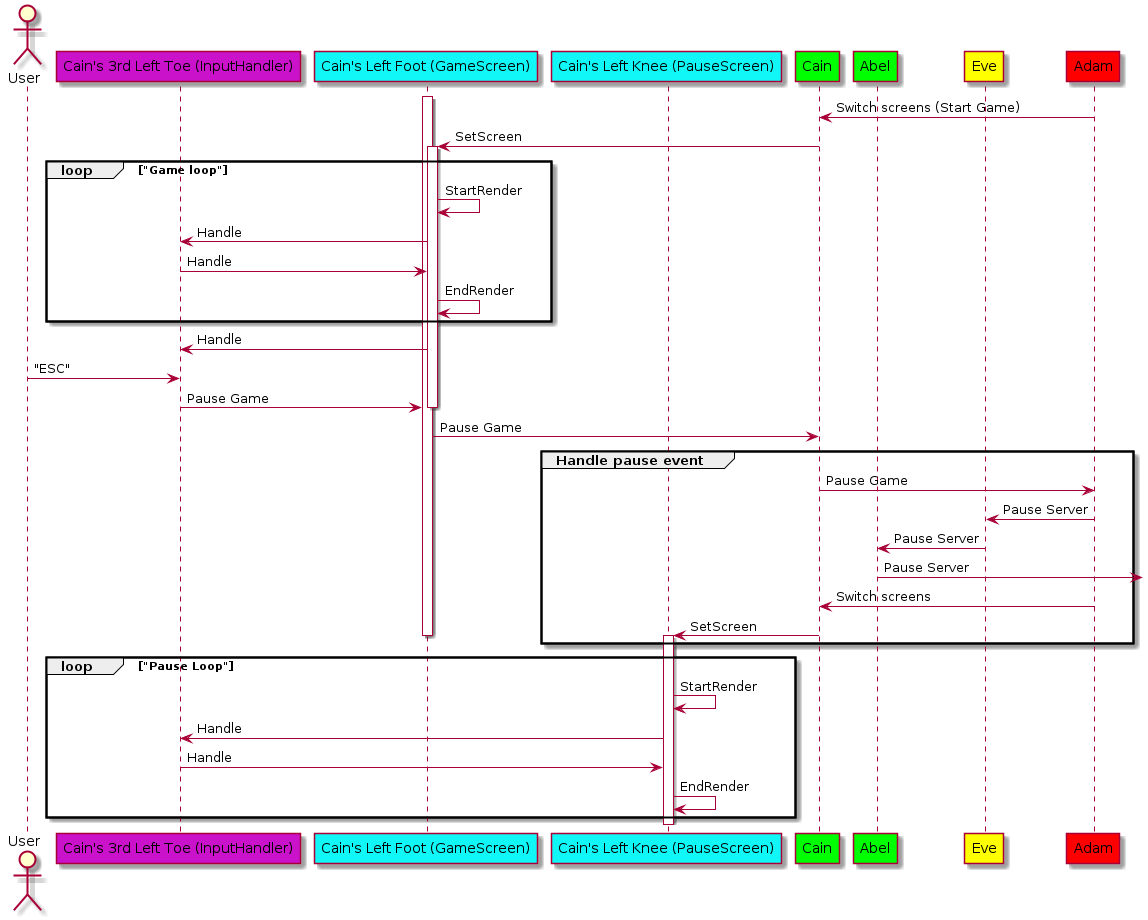 User
Cain's 3rd Left Toe (InputHandler)
Cain's Left Foot (GameScreen)
Cain's Left Knee (PauseScreen)
Cain
Abel
Eve
Adam
Switch screens (Start Game)
SetScreen
loop
["Game loop"]
StartRender
Handle
Handle
EndRender
Handle
"ESC"
Pause Game
Pause Game
Handle pause event
Pause Game
Pause Server
Pause Server
Pause Server
Switch screens
SetScreen
loop
["Pause Loop"]
StartRender
Handle
Handle
EndRender
User
Cain's 3rd Left Toe (InputHandler)
Cain's Left Foot (GameScreen)
Cain's Left Knee (PauseScreen)
Cain
Abel
Eve
Adam